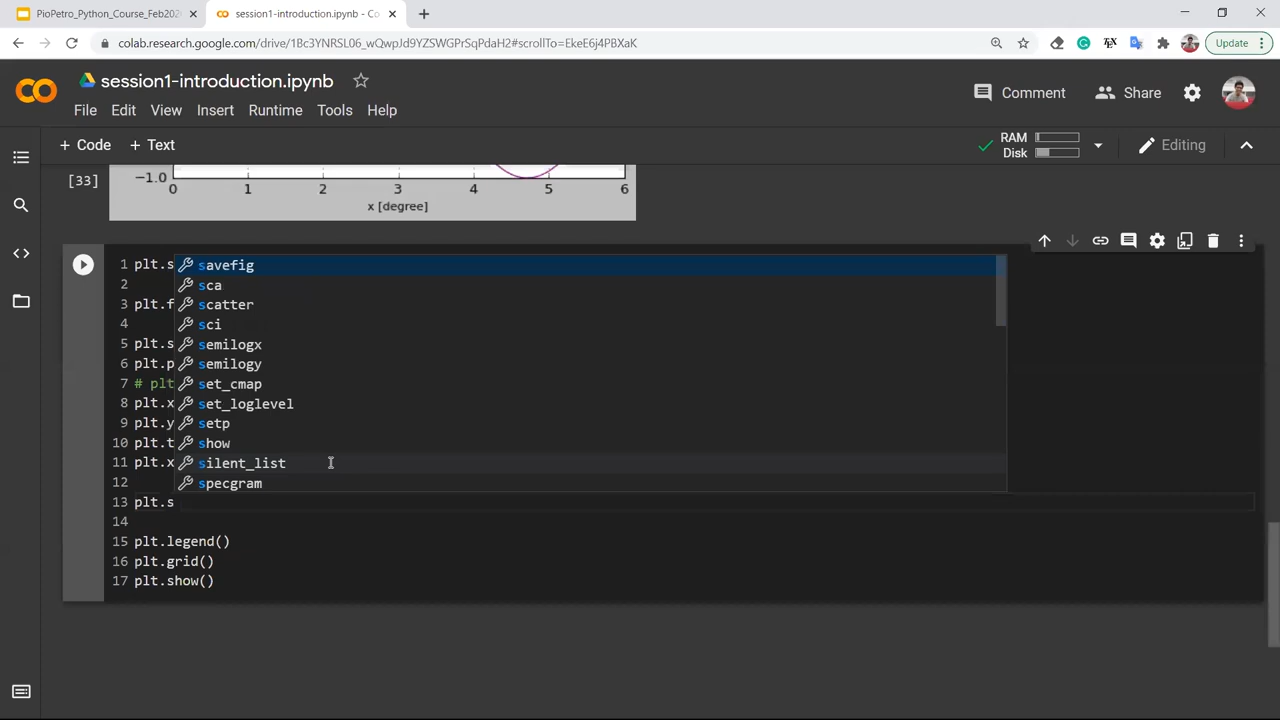 PioPetro_Python_Course_Feb202
session1-introduction.ipynb - Co
colab.research.google.com/drive/1Bc3YNRSL06_wQwpJd9YZSWGPrSqPdaH2#scrollTo=EkeE6j4PBXaK
Update
session1-introduction.ipynb
Comment
Share
File Edit View Insert Runtime Tools Help
+ Code + Text
RAM
Disk
Editing
[33]
−1.0
0 1 2 3 4 5 6
x [degree]
1 plt.s
savefig
2
sca
3 plt.f
scatter
4
sci
5 plt.s
semilogx
6 plt.p
semilogy
7 # plt
set_cmap
8 plt.x
set_loglevel
9 plt.y
setp
10 plt.t
show
11 plt.x
silent_list
12
specgram
13 plt.s
14
15 plt.legend()
16 plt.grid()
17 plt.show()